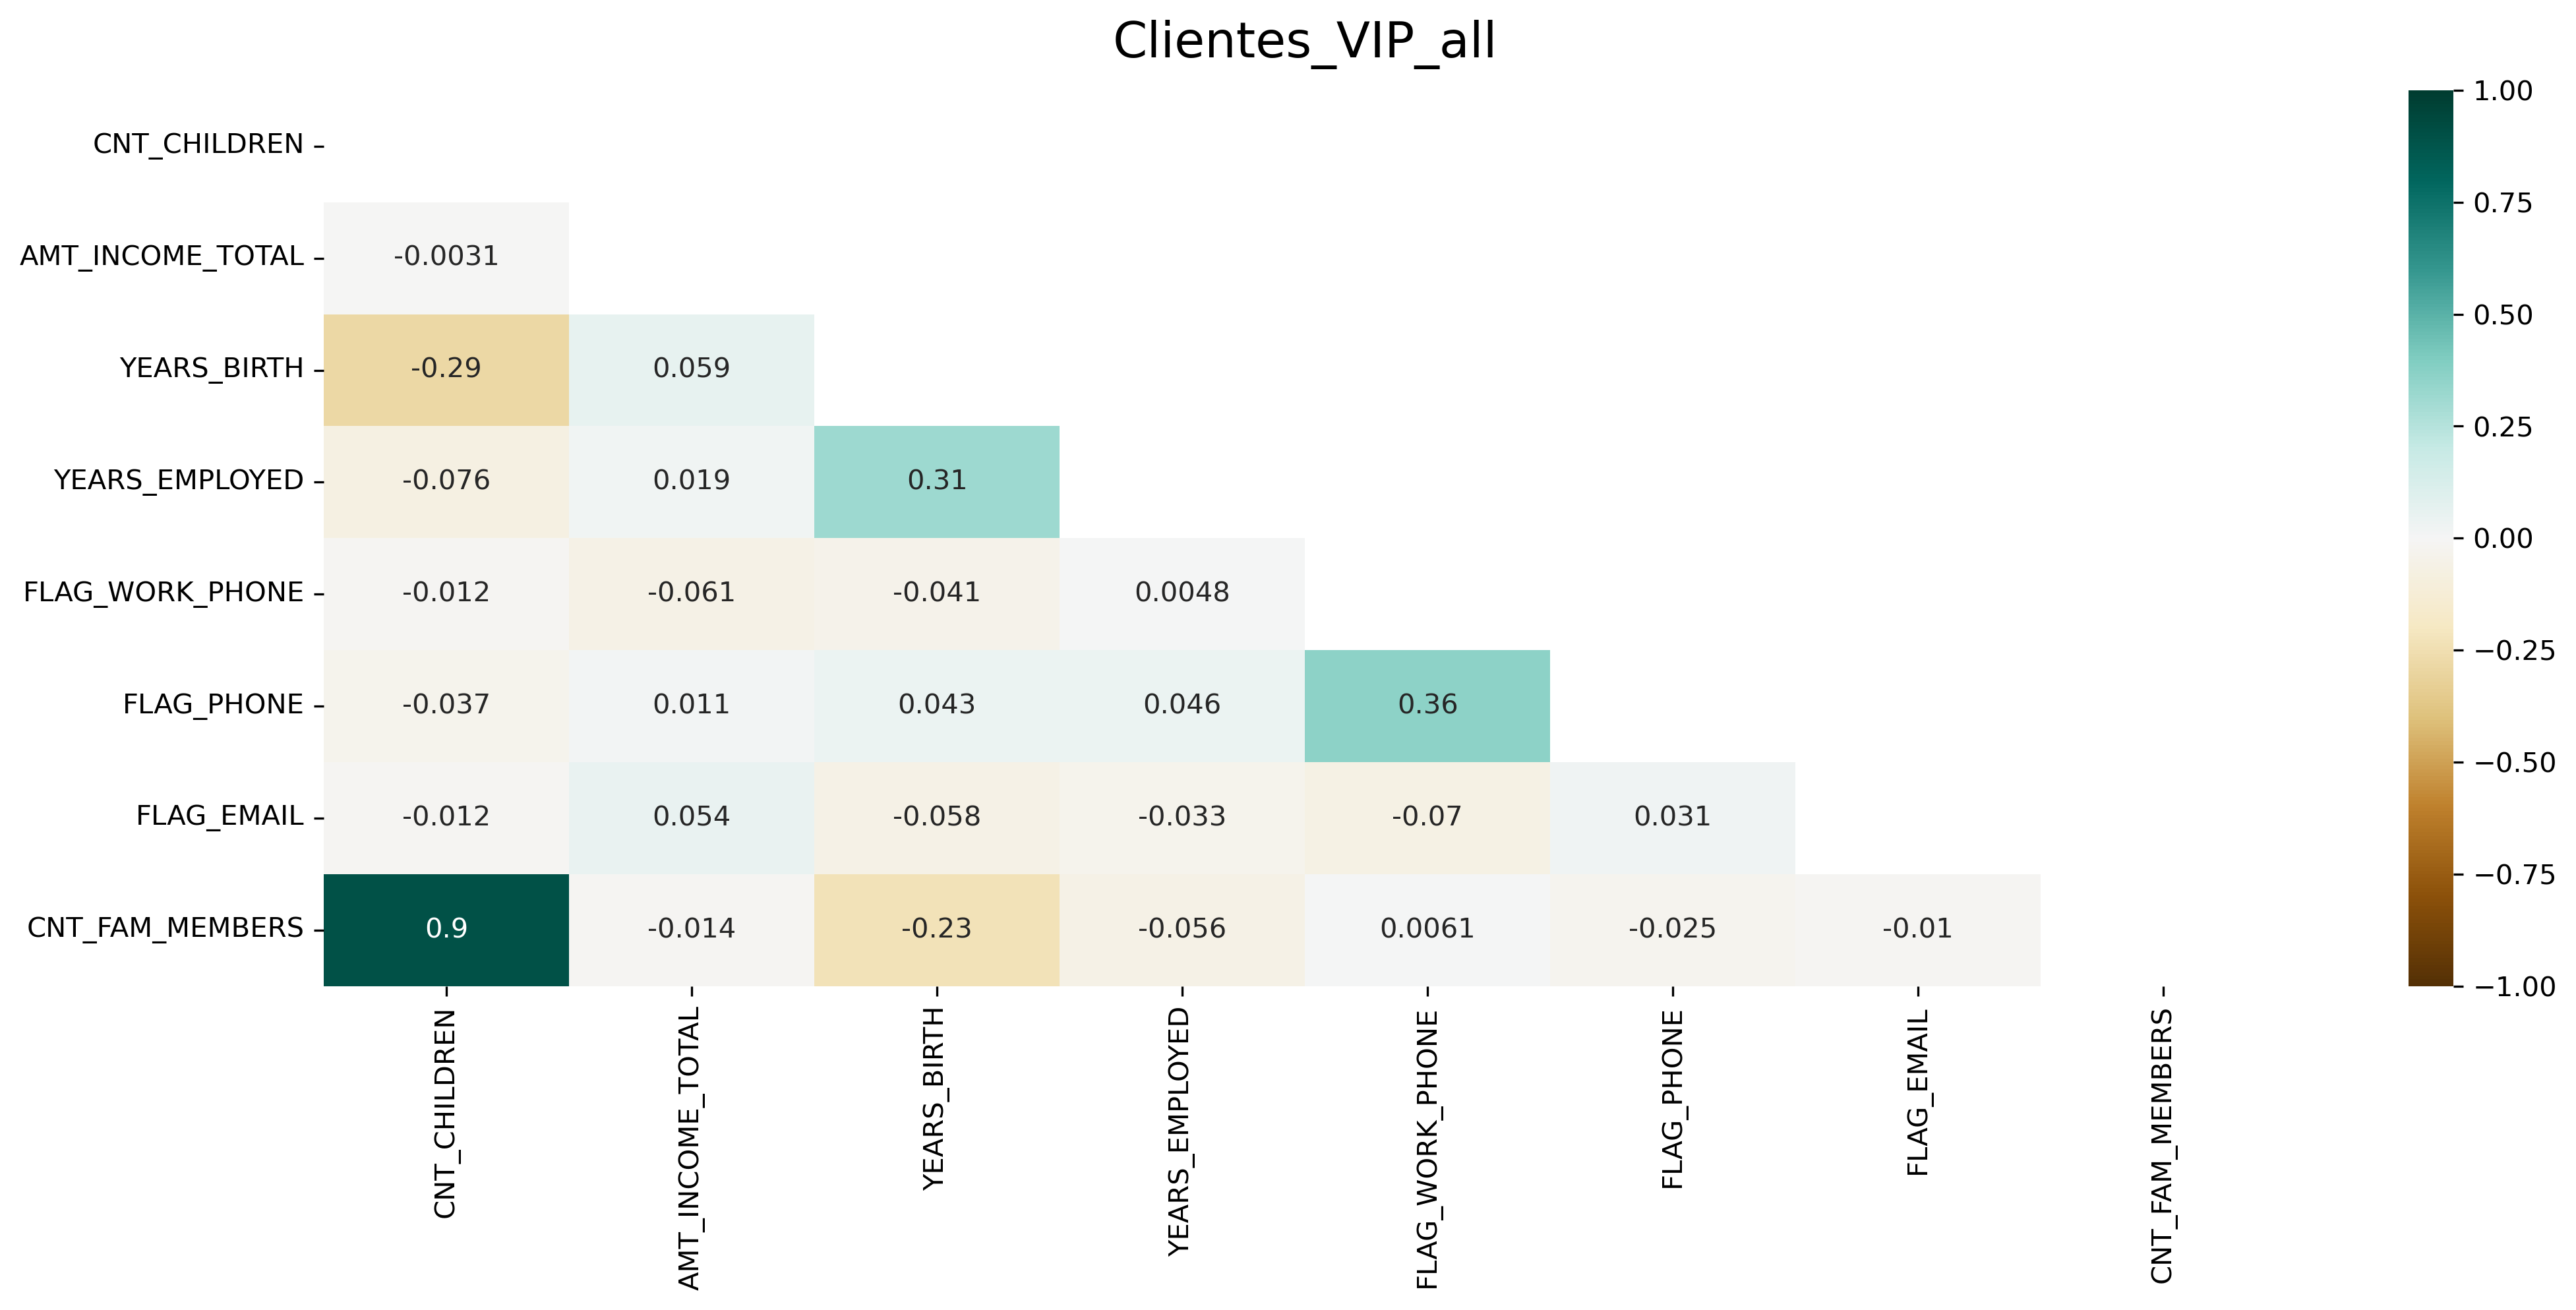 Clientes_VIP_all
CNT_CHILDREN
AMT_INCOME_TOTAL -0.0031
YEARS_BIRTH -0.29 0.059
YEARS_EMPLOYED -0.076 0.019 0.31
FLAG_WORK_PHONE -0.012 -0.061 -0.041 0.0048
FLAG_PHONE -0.037 0.011 0.043 0.046 0.36
FLAG_EMAIL -0.012 0.054 -0.058 -0.033 -0.07 0.031
CNT_FAM_MEMBERS 0.9 -0.014 -0.23 -0.056 0.0061 -0.025 -0.01
CNT_CHILDREN
AMT_INCOME_TOTAL
YEARS_BIRTH
YEARS_EMPLOYED
FLAG_WORK_PHONE
FLAG_PHONE
FLAG_EMAIL
CNT_FAM_MEMBERS
1.00
0.75
0.50
0.25
0.00
−0.25
−0.50
−0.75
−1.00